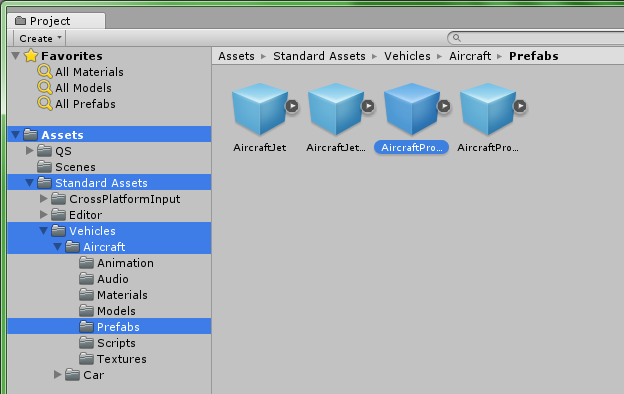 Project
Create
Favorites
All Materials
All Models
All Prefabs
Assets
QS
Scenes
Standard Assets
CrossPlatformInput
Editor
Vehicles
Aircraft
Animation
Audio
Materials
Models
Prefabs
Scripts
Textures
Car
Assets ▸ Standard Assets ▸ Vehicles ▸ Aircraft ▸ Prefabs
AircraftJet AircraftJet... AircraftPro... AircraftPro...